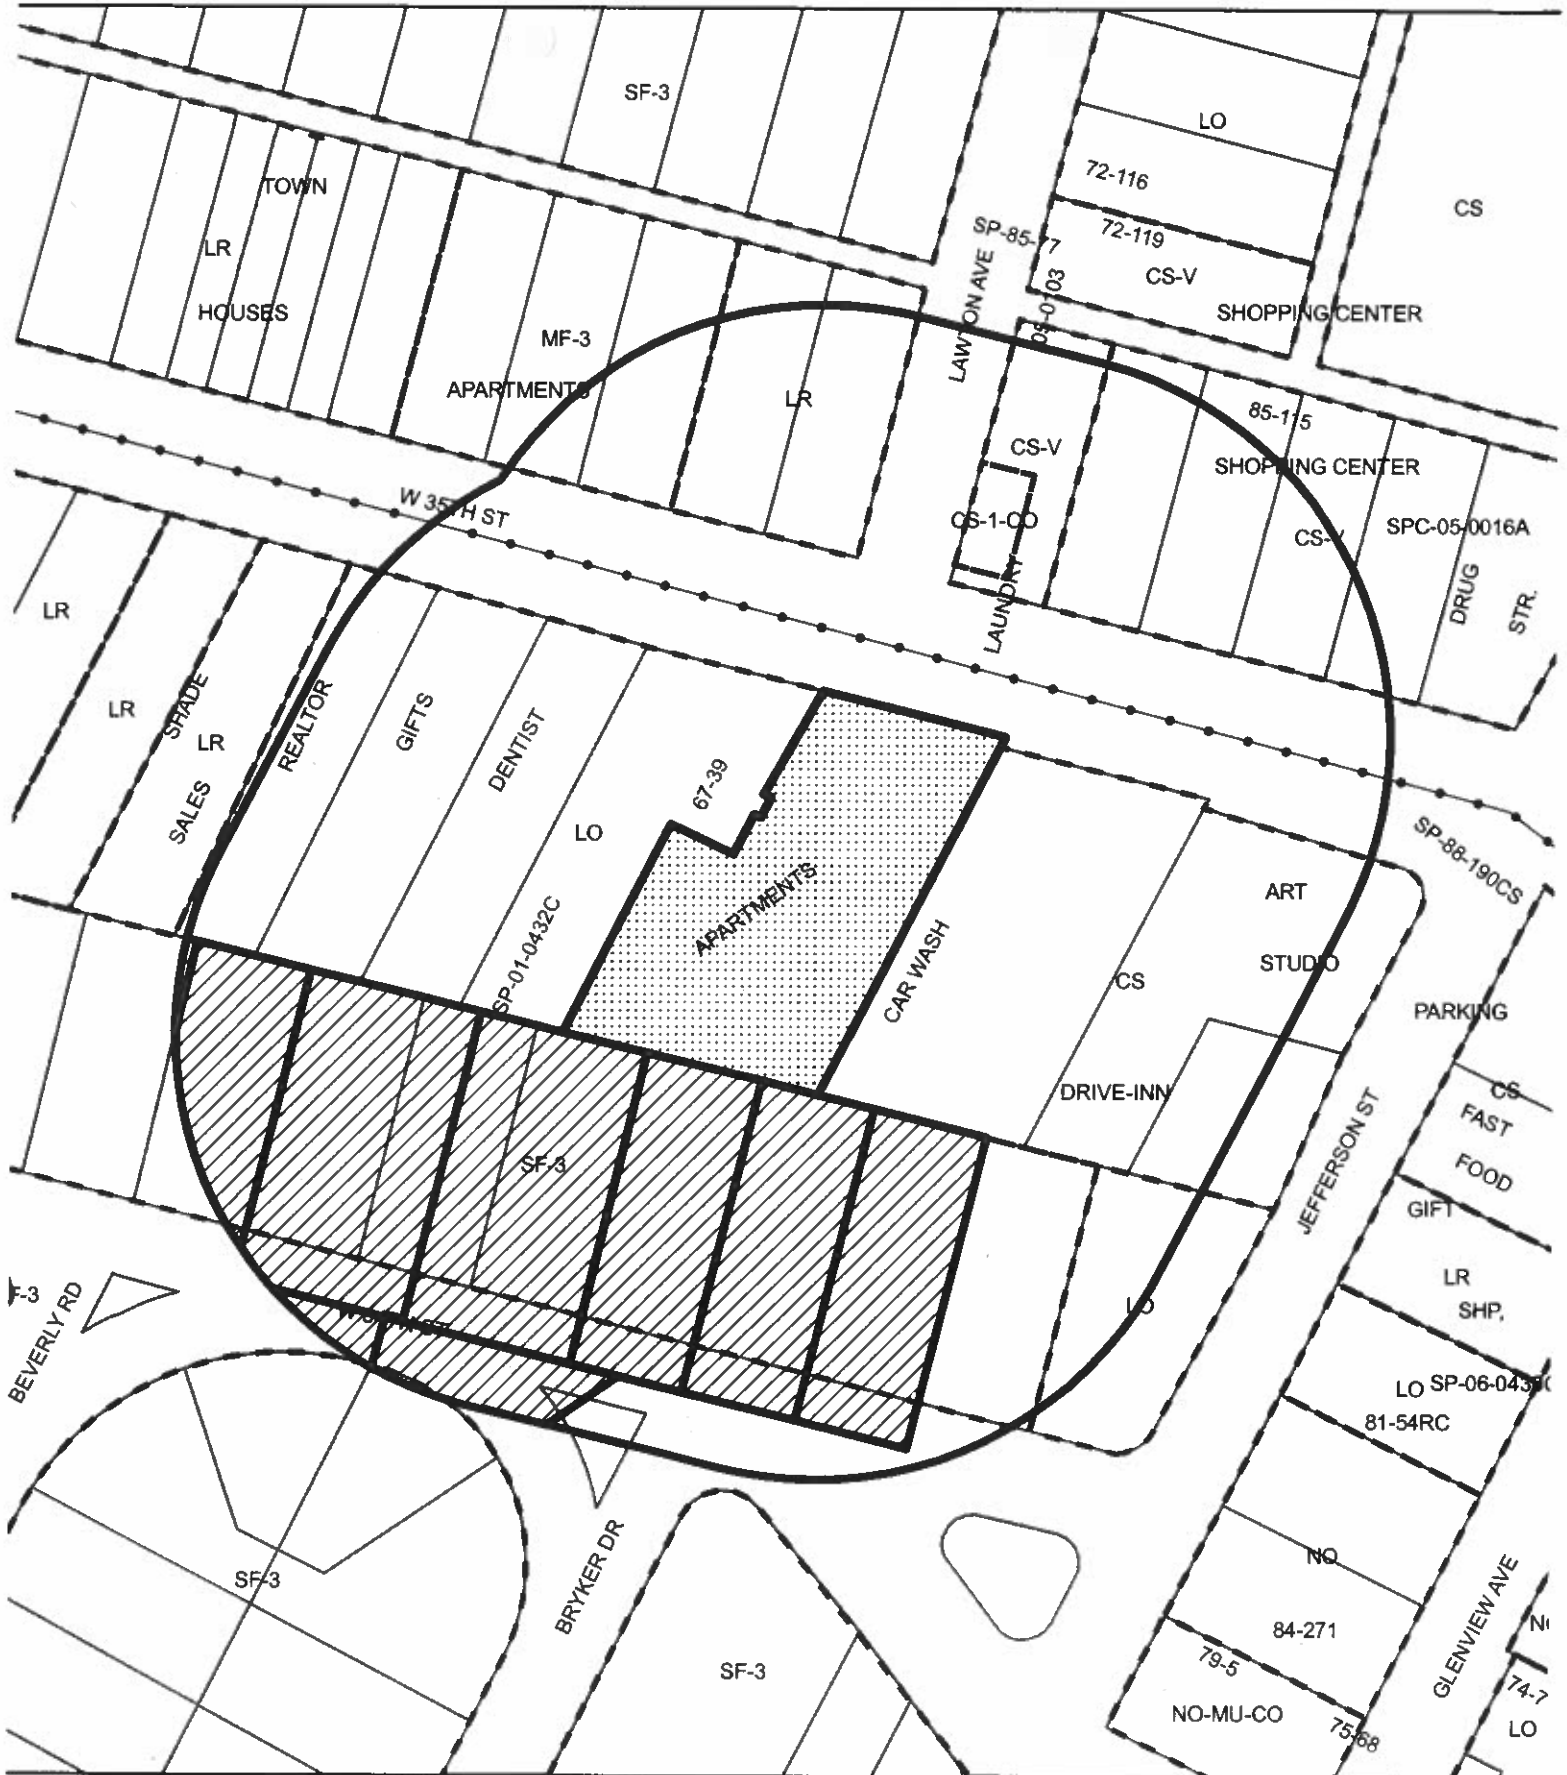 SF-3
LO
TOWN
72-116
CS
SP-85-77
72-119
LR
CS-V
HOUSES
LAWTON AVE
SHOPPING CENTER
MF-3
APARTMENTS
LR
85-115
CS-V
SHOPPING CENTER
W 35TH ST
CS-1-CO
CS-V
SPC-05-0016A
LAUNDRY
DRUG
STR.
LR
LR
SHADE
LR
SALES
REALTOR
GIFTS
DENTIST
67-39
LO
SP-88-190CS
APARTMENTS
ART
SP-01-0432C
CAR WASH
STUDIO
CS
PARKING
DRIVE-INN
CS
FAST
SF-3
FOOD
JEFFERSON ST
GIFT
LR
SHP.
LO
BEVERLY RD
LO
81-54RC
NO
SF-3
BRYKER DR
84-271
GLENVIEW AVE
SF-3
79-5
NO-MU-CO
75-68
74-7
LO